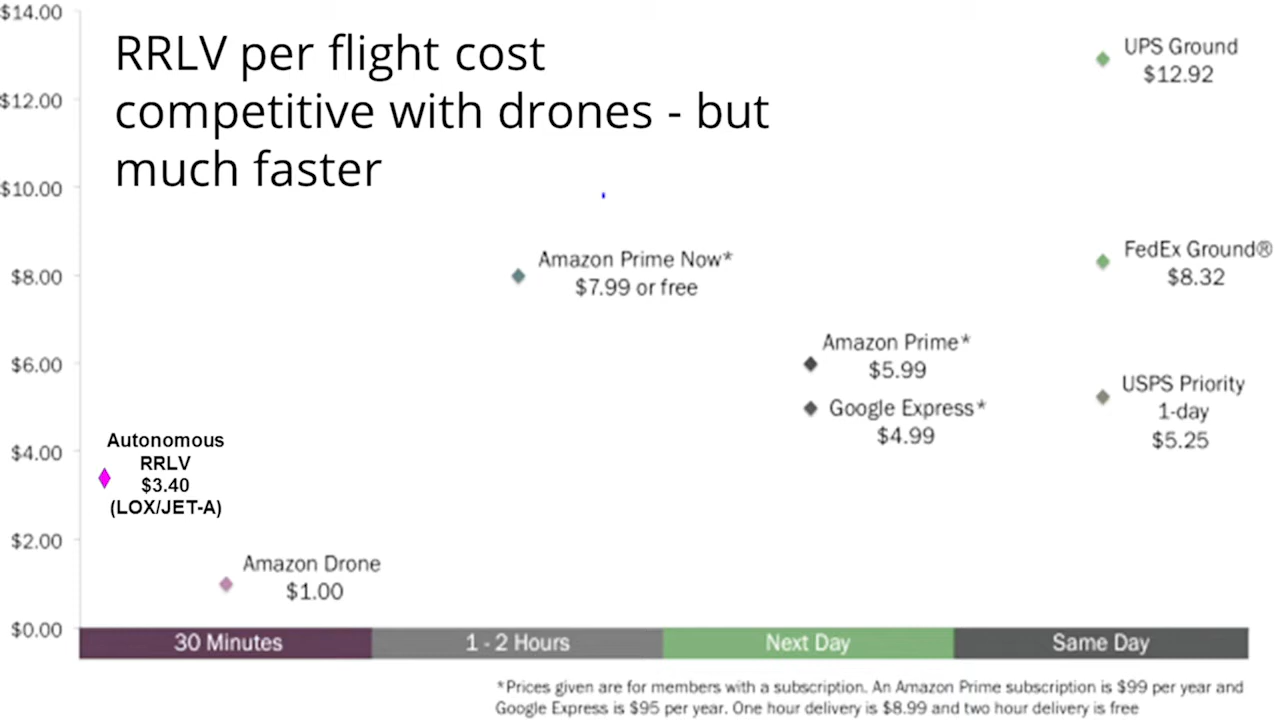 RRLV per flight cost
competitive with drones - but
much faster
$14.00
$12.00
$10.00
$8.00
$6.00
$4.00
$2.00
$0.00
UPS Ground
$12.92
Amazon Prime Now*
$7.99 or free
FedEx Ground®
$8.32
Amazon Prime*
$5.99
Google Express*
$4.99
USPS Priority
1-day
$5.25
Autonomous
RRLV
$3.40
(LOX/JET-A)
Amazon Drone
$1.00
30 Minutes
1 - 2 Hours
Next Day
Same Day
*Prices given are for members with a subscription. An Amazon Prime subscription is $99 per year and
Google Express is $95 per year. One hour delivery is $8.99 and two hour delivery is free